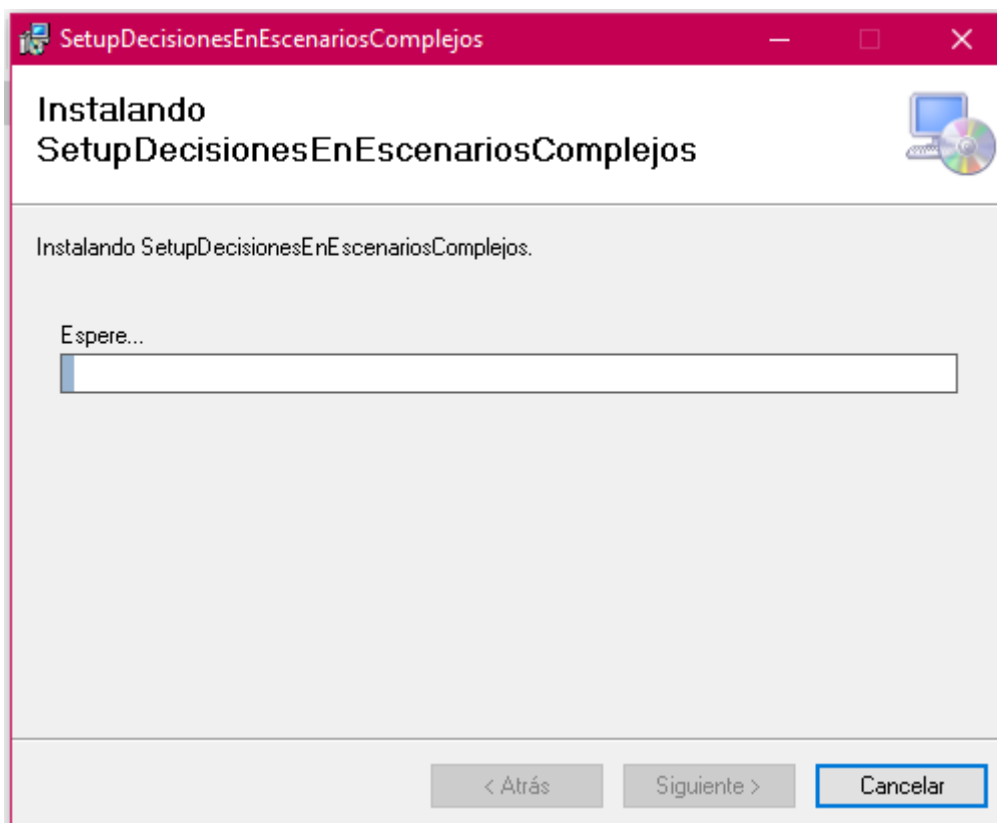 SetupDecisionesEnEscenariosComplejos
Instalando
SetupDecisionesEnEscenariosComplejos
Instalando SetupDecisionesEnEscenariosComplejos.
Espere...
< Atrás
Siguiente >
Cancelar